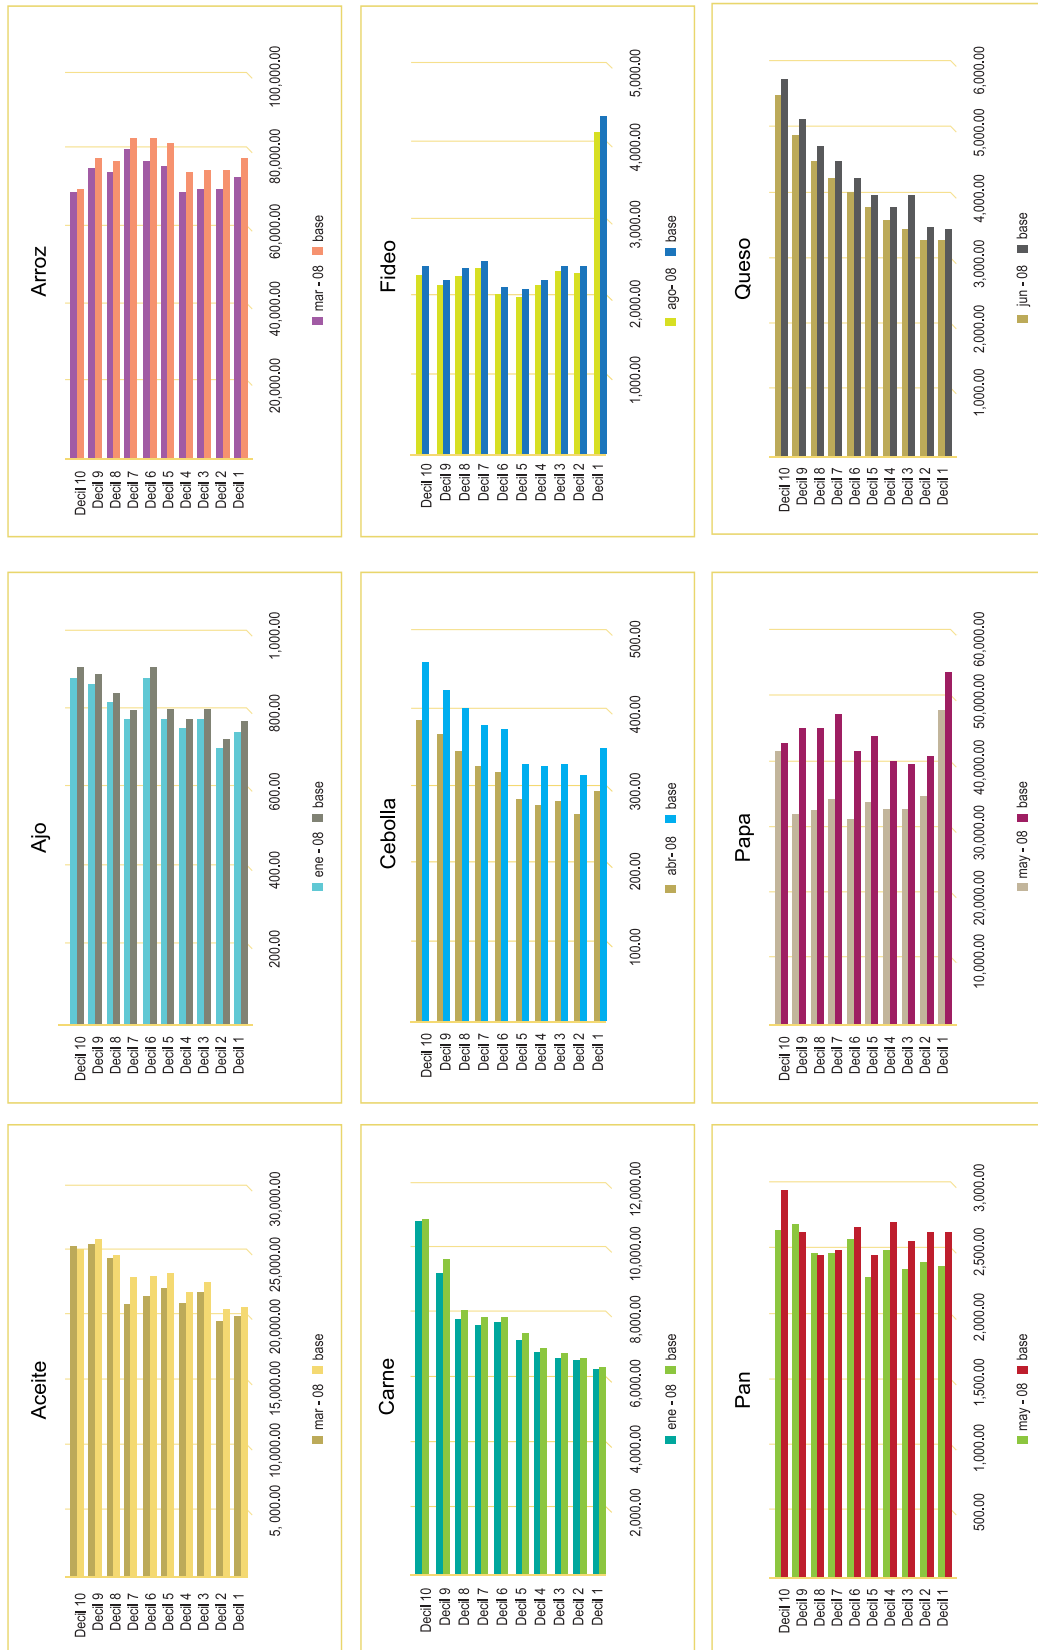 Aceite
Decil 10
Decil 9
Decil 8
Decil 7
Decil 6
Decil 5
Decil 4
Decil 3
Decil 2
Decil 1
5, 000.00 10,000.00 15,000.00 20,000.00 25,000.00 30,000.00
mar - 08 base
Ajo
Decil 10
Decil 9
Decil 8
Decil 7
Decil 6
Decil 5
Decil 4
Decil 3
Decil 2
Decil 1
200.00 400.00 600.00 800.00 1,000.00
ene - 08 base
Arroz
Decil 10
Decil 9
Decil 8
Decil 7
Decil 6
Decil 5
Decil 4
Decil 3
Decil 2
Decil 1
20,000.00 40,000.00 60,000.00 80,000.00 100,000.00
mar - 08 base
Carne
Decil 10
Decil 9
Decil 8
Decil 7
Decil 6
Decil 5
Decil 4
Decil 3
Decil 2
Decil 1
2,000.00 4,000.00 6,000.00 8,000.00 10,000.00 12,000.00
ene - 08 base
Cebolla
Decil 10
Decil 9
Decil 8
Decil 7
Decil 6
Decil 5
Decil 4
Decil 3
Decil 2
Decil 1
100.00 200.00 300.00 400.00 500.00
abr- 08 base
Fideo
Decil 10
Decil 9
Decil 8
Decil 7
Decil 6
Decil 5
Decil 4
Decil 3
Decil 2
Decil 1
1,000.00 2,000.00 3,000.00 4,000.00 5,000.00
ago- 08 base
Pan
Decil 10
Decil 9
Decil 8
Decil 7
Decil 6
Decil 5
Decil 4
Decil 3
Decil 2
Decil 1
500.00 1,000.00 1,500.00 2,000.00 2,500.00 3,000.00
may - 08 base
Papa
Decil 10
Decil 9
Decil 8
Decil 7
Decil 6
Decil 5
Decil 4
Decil 3
Decil 2
Decil 1
10,000.00 20,000.00 30,000.00 40,000.00 50,000.00 60,000.00
may - 08 base
Queso
Decil 10
Decil 9
Decil 8
Decil 7
Decil 6
Decil 5
Decil 4
Decil 3
Decil 2
Decil 1
1,000.00 2,000.00 3,000.00 4,000.00 5,000.00 6,000.00
jun - 08 base